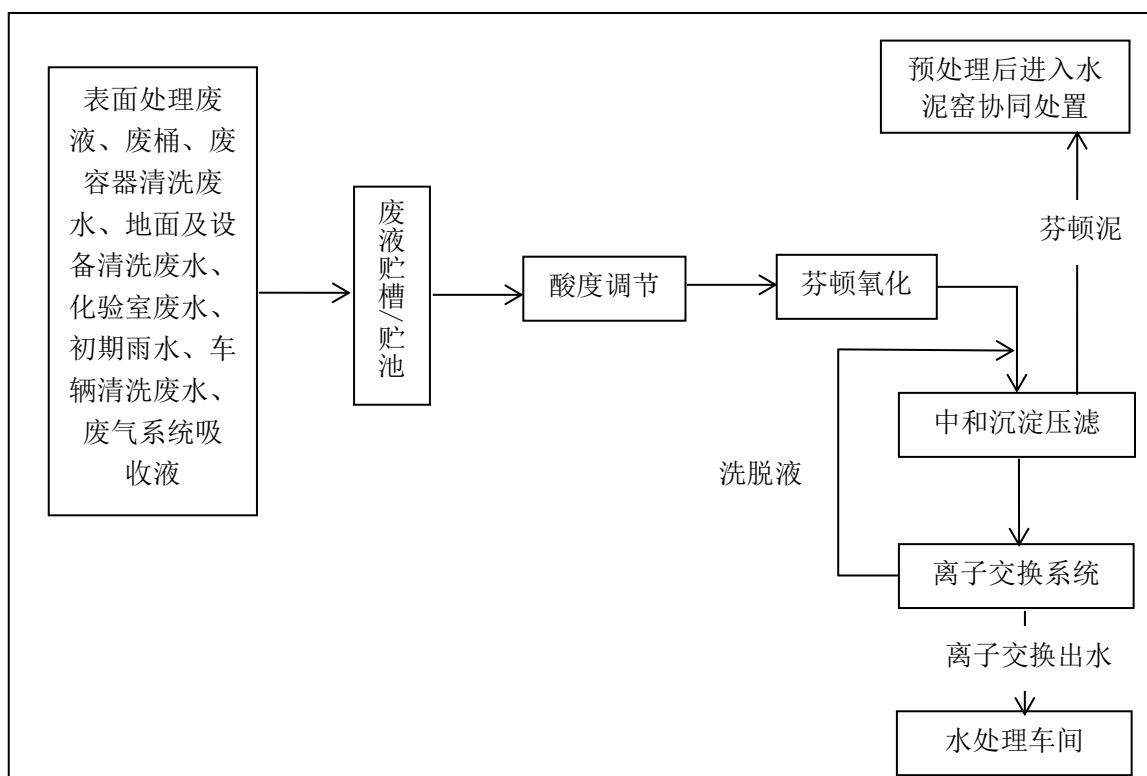 表面处理废
液、废桶、废
容器清洗废
水、地面及设
备清洗废水、
化验室废水、
初期雨水、车
辆清洗废水、
废气系统吸
收液
废液贮槽/贮池
酸度调节
芬顿氧化
预处理后进入水
泥窑协同处置
芬顿泥
中和沉淀压滤
洗脱液
离子交换系统
离子交换出水
水处理车间